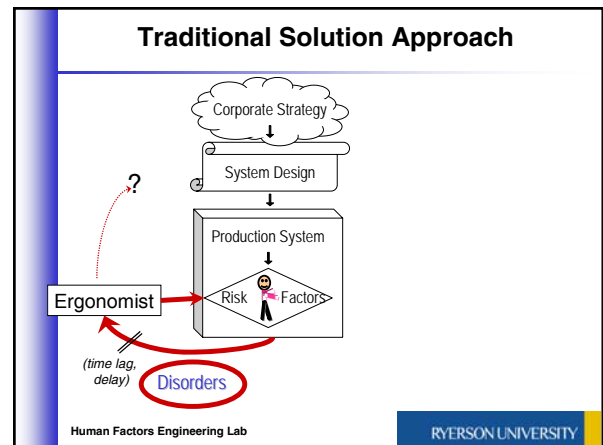 Traditional Solution Approach
Corporate Strategy
System Design
?
Production System
Ergonomist
Risk Factors
(time lag,
delay)
Disorders
Human Factors Engineering Lab
RYERSON UNIVERSITY